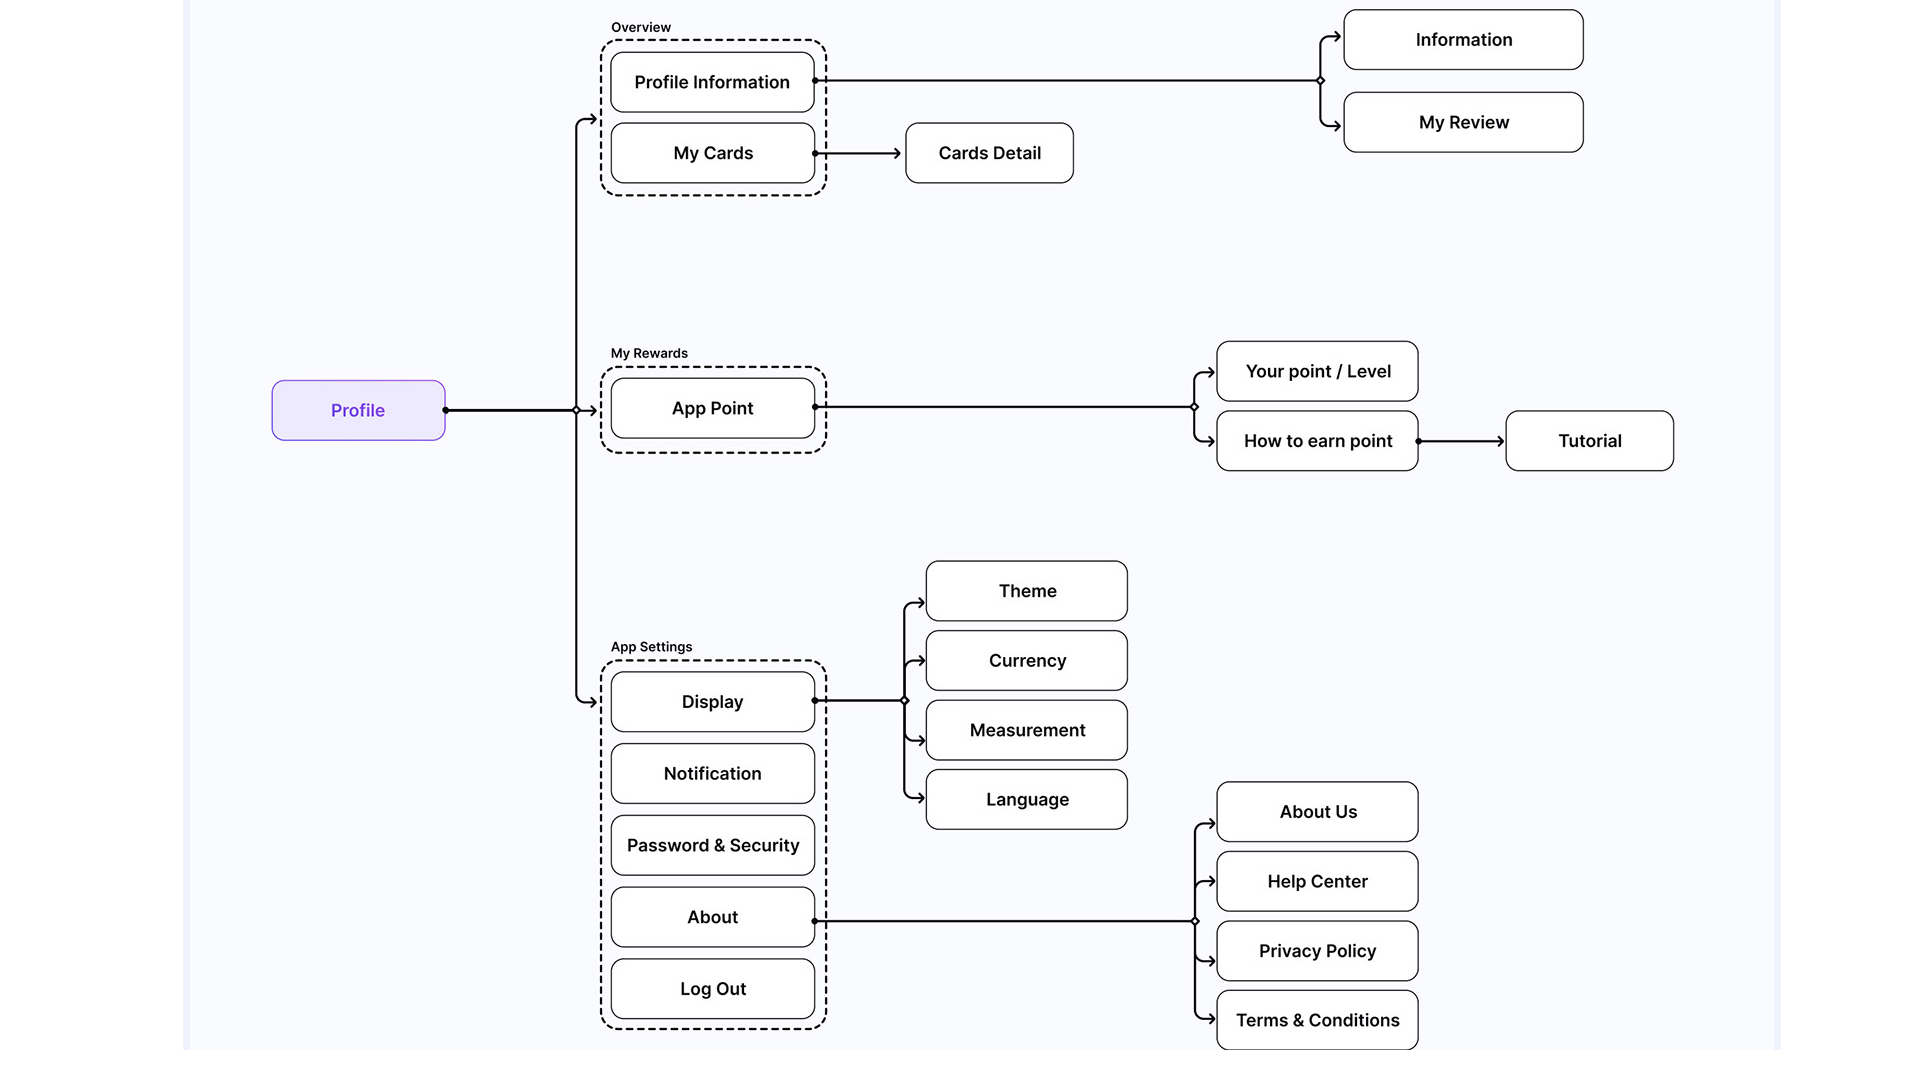 Overview
Profile Information
Information
My Review
My Cards
Cards Detail
My Rewards
Profile
App Point
Your point / Level
How to earn point
Tutorial
App Settings
Display
Notification
Password & Security
About
Log Out
Theme
Currency
Measurement
Language
About Us
Help Center
Privacy Policy
Terms & Conditions